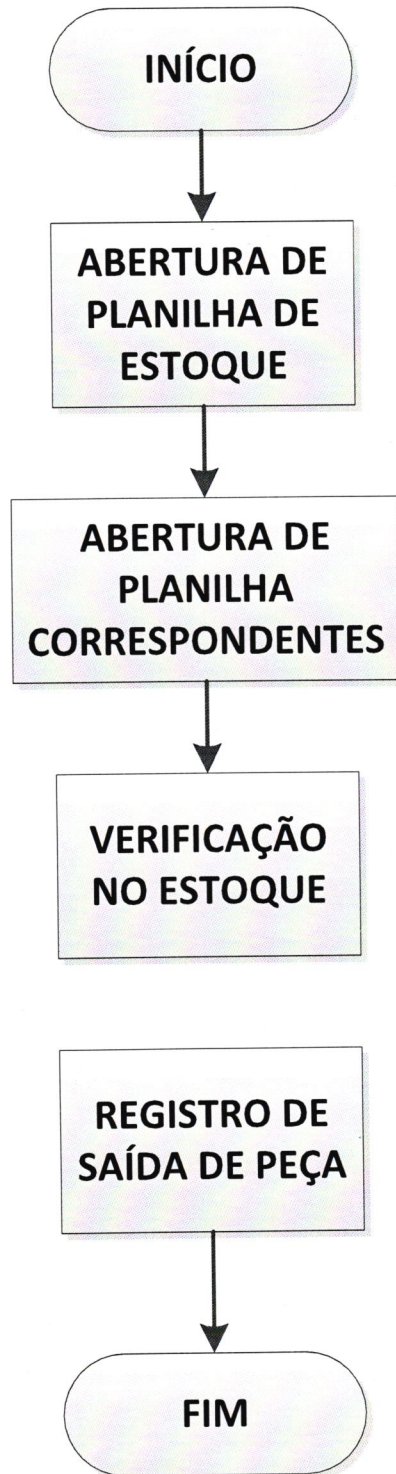 INÍCIO
ABERTURA DE
PLANILHA DE
ESTOQUE
ABERTURA DE
PLANILHA
CORRESPONDENTES
VERIFICAÇÃO
NO ESTOQUE
REGISTRO DE
SAÍDA DE PEÇA
FIM